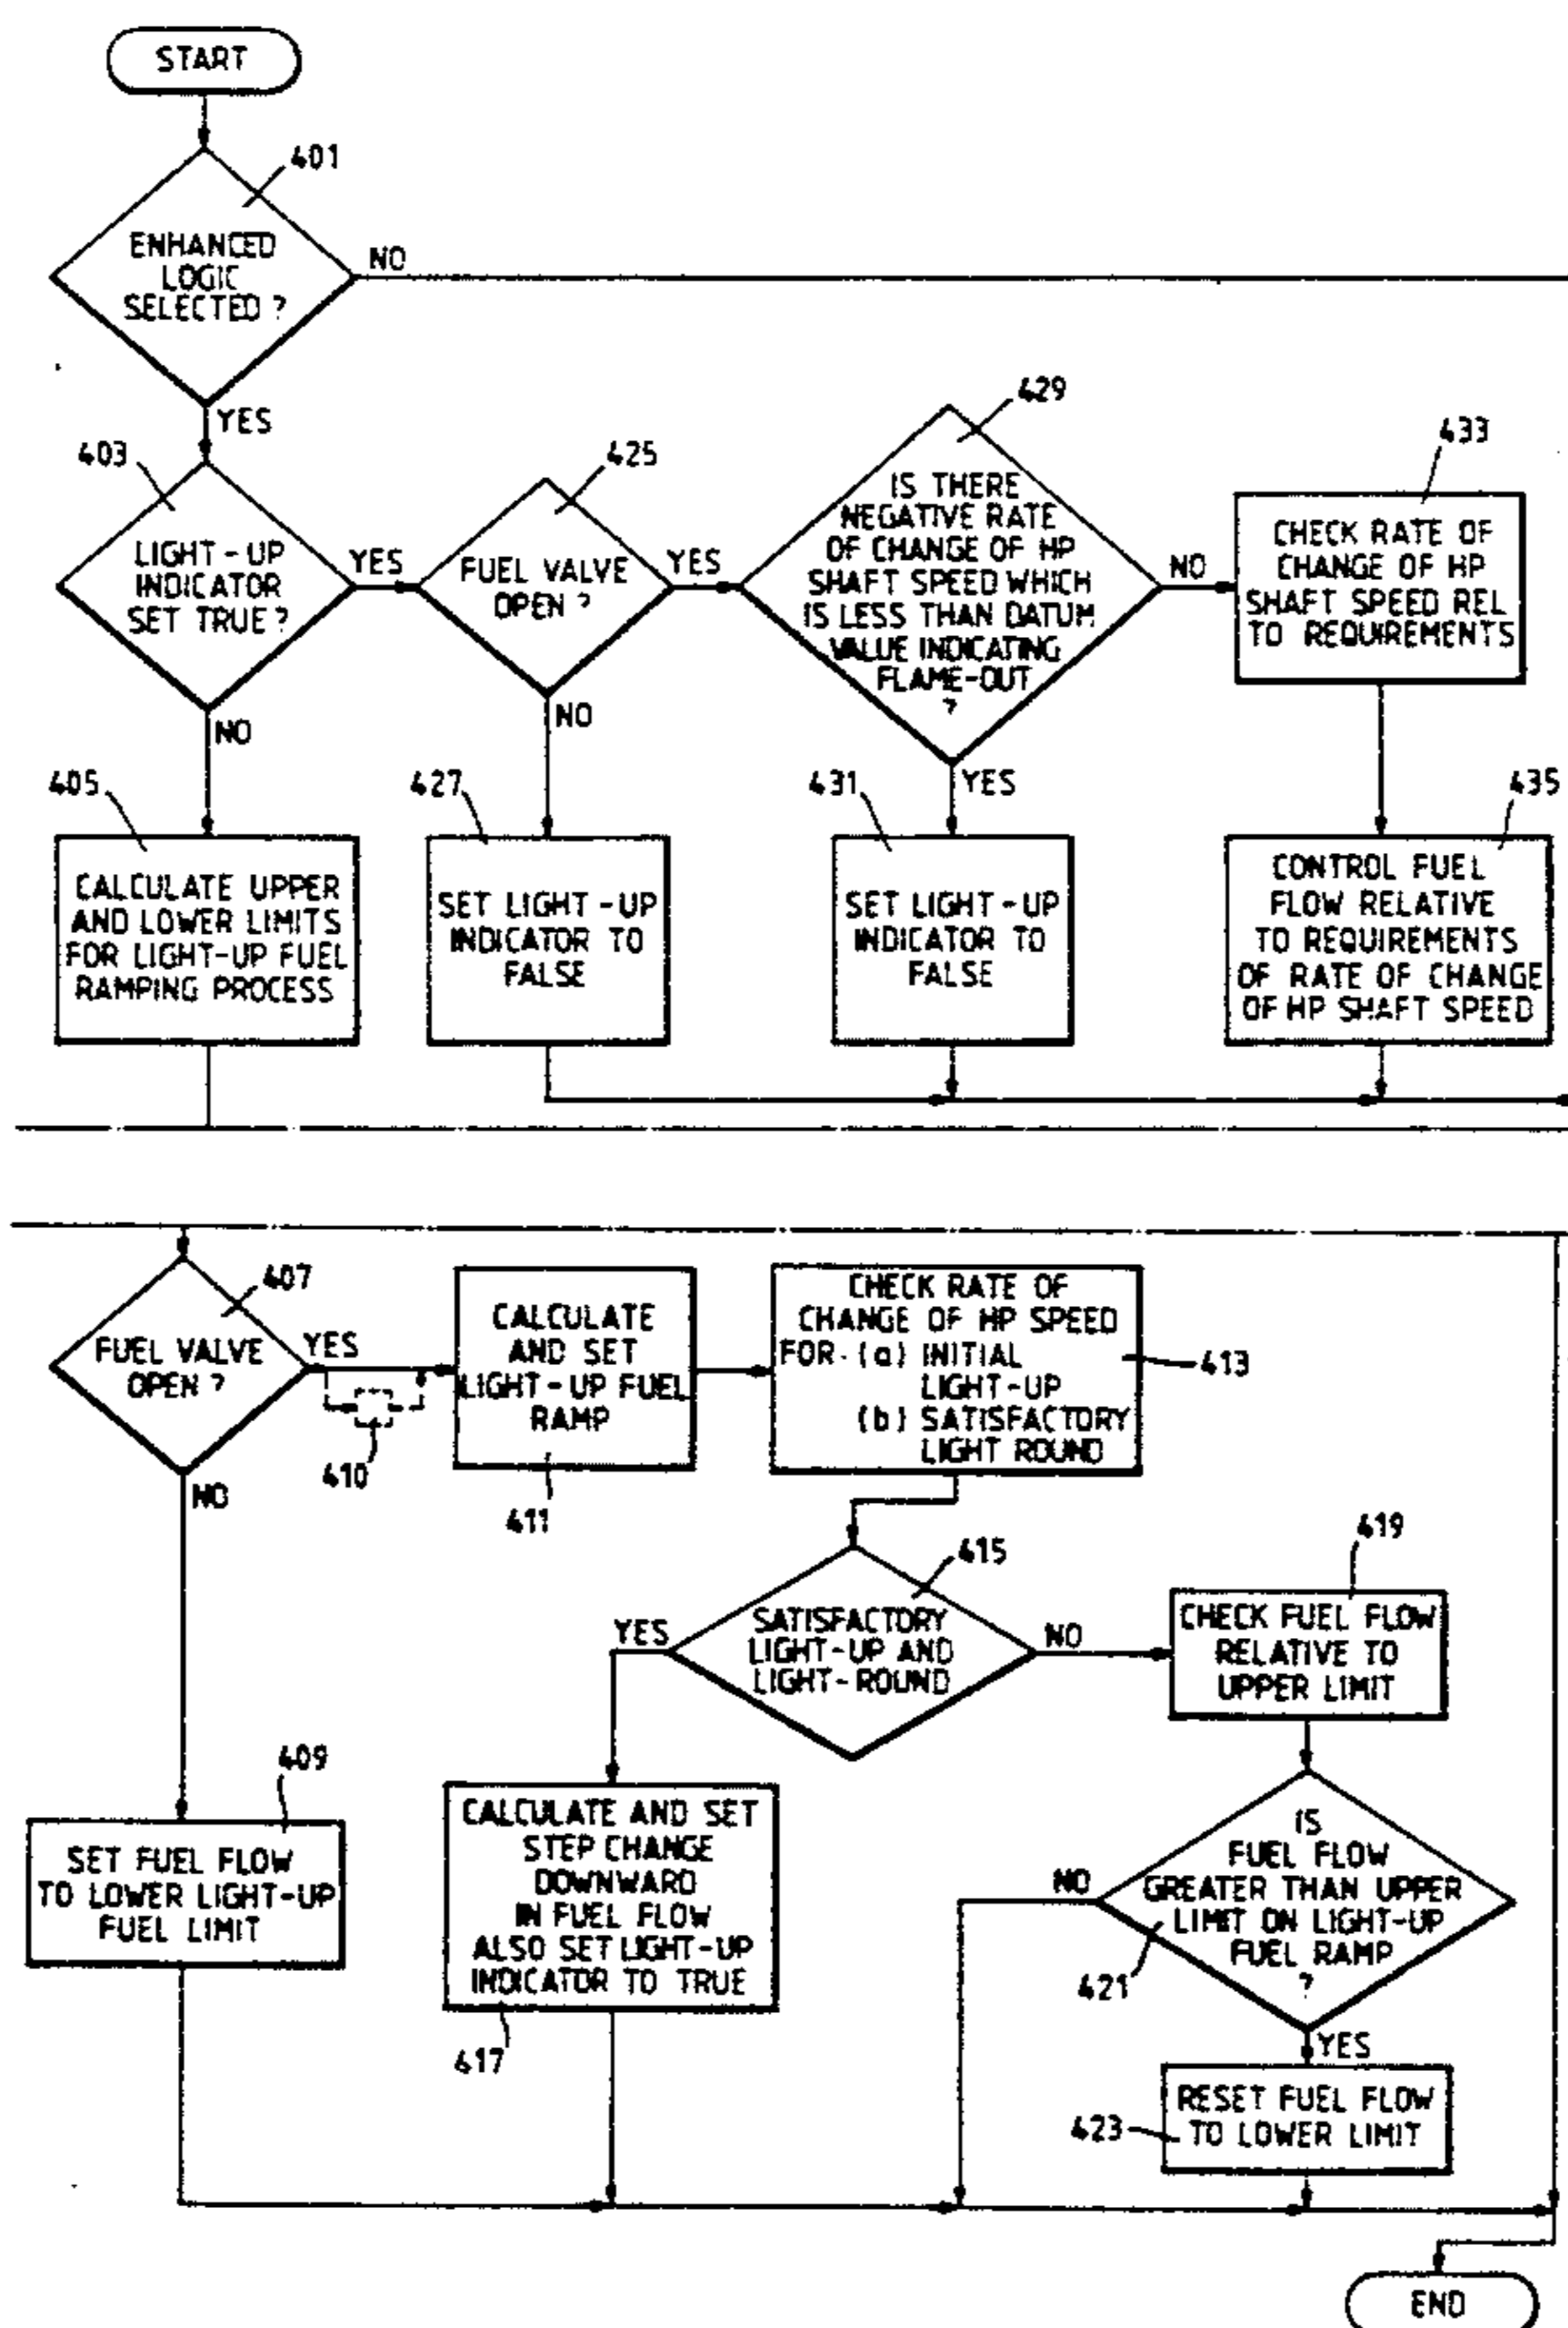 START
401
ENHANCED
LOGIC
SELECTED ?
NO
YES
403
LIGHT-UP
INDICATOR
SET TRUE ?
YES
NO
425
FUEL VALVE
OPEN ?
YES
NO
429
IS THERE
NEGATIVE RATE
OF CHANGE OF HP
SHAFT SPEED WHICH
IS LESS THAN DATUM
VALUE INDICATING
FLAME-OUT
?
NO
YES
433
CHECK RATE OF
CHANGE OF HP
SHAFT SPEED REL
TO REQUIREMENTS
405
CALCULATE UPPER
AND LOWER LIMITS
FOR LIGHT-UP FUEL
RAMPING PROCESS
427
SET LIGHT-UP
INDICATOR TO
FALSE
431
SET LIGHT-UP
INDICATOR TO
FALSE
435
CONTROL FUEL
FLOW RELATIVE
TO REQUIREMENTS
OF RATE OF CHANGE
OF HP SHAFT SPEED
407
FUEL VALVE
OPEN ?
YES
NO
410
CALCULATE
AND SET
LIGHT-UP FUEL
RAMP
411
CHECK RATE OF
CHANGE OF HP SPEED
FOR (a) INITIAL
LIGHT-UP
(b) SATISFACTORY
LIGHT ROUND
413
415
SATISFACTORY
LIGHT-UP AND
LIGHT-ROUND
YES
NO
419
CHECK FUEL FLOW
RELATIVE TO
UPPER LIMIT
409
SET FUEL FLOW
TO LOWER LIGHT-UP
FUEL LIMIT
CALCULATE AND SET
STEP CHANGE
DOWNWARD
IN FUEL FLOW
ALSO SET LIGHT-UP
INDICATOR TO TRUE
417
IS
FUEL FLOW
GREATER THAN UPPER
LIMIT ON LIGHT-UP
FUEL RAMP
?
NO
421
YES
RESET FUEL FLOW
TO LOWER LIMIT
423
END